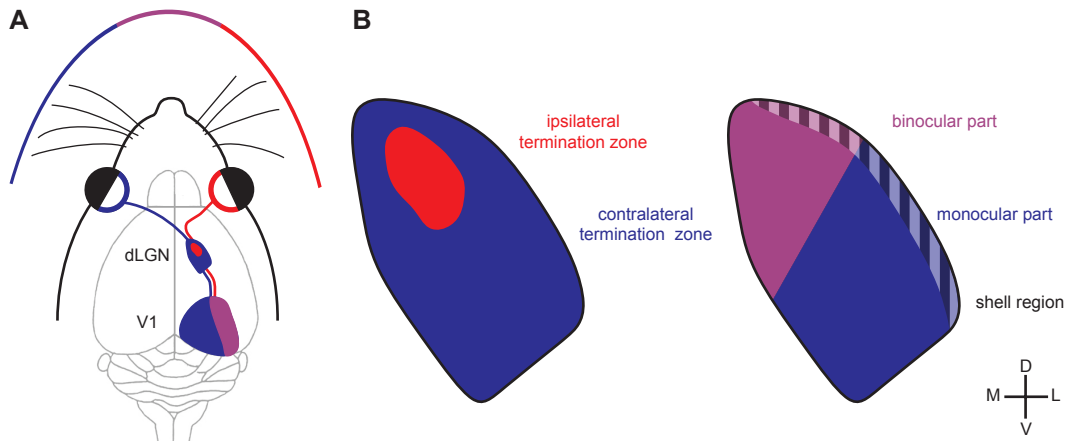 A
dLGN
V1
B
ipsilateral
termination zone
contralateral
termination zone
binocular part
monocular part
shell region
D
M L
V